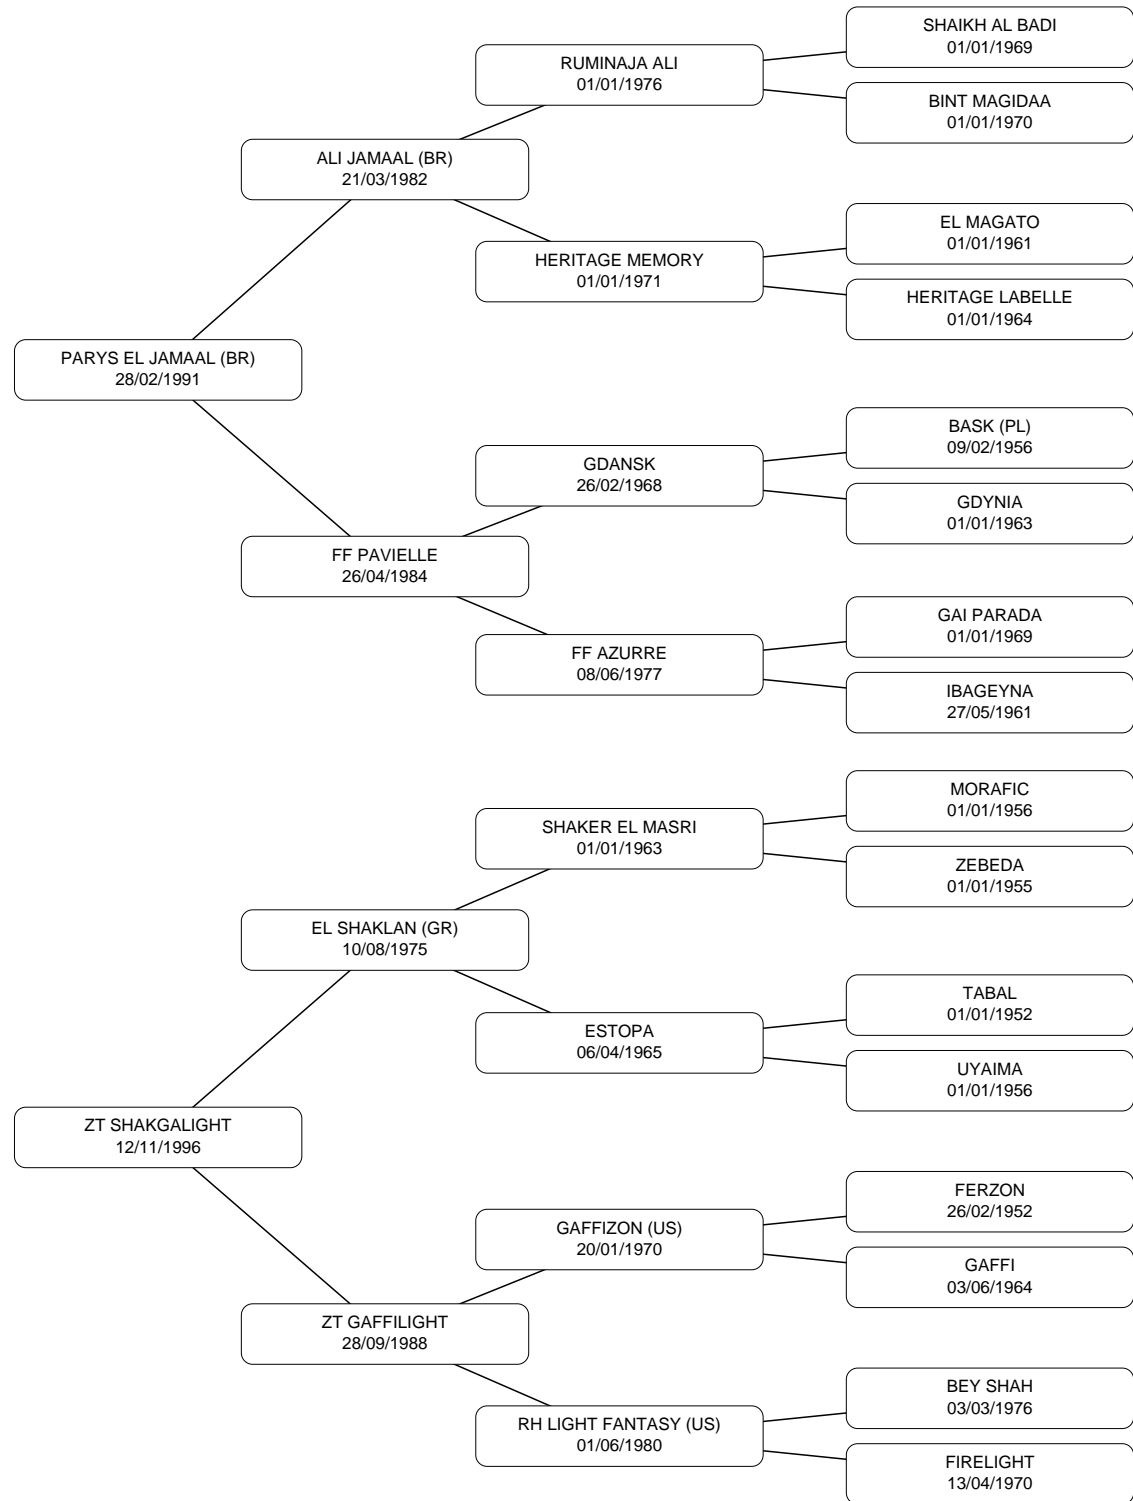 SHAIKH AL BADI
01/01/1969
RUMINAJA ALI
01/01/1976
BINT MAGIDAA
01/01/1970
ALI JAMAAL (BR)
21/03/1982
EL MAGATO
01/01/1961
HERITAGE MEMORY
01/01/1971
HERITAGE LABELLE
01/01/1964
PARYS EL JAMAAL (BR)
28/02/1991
BASK (PL)
09/02/1956
GDANSK
26/02/1968
GDYNIA
01/01/1963
FF PAVIELLE
26/04/1984
GAI PARADA
01/01/1969
FF AZURRE
08/06/1977
IBAGEYNA
27/05/1961
MORAFIC
01/01/1956
SHAKER EL MASRI
01/01/1963
ZEBEDA
01/01/1955
EL SHAKLAN (GR)
10/08/1975
TABAL
01/01/1952
ESTOPA
06/04/1965
UYAIMA
01/01/1956
ZT SHAKGALIGHT
12/11/1996
FERZON
26/02/1952
GAFFIZON (US)
20/01/1970
GAFFI
03/06/1964
ZT GAFFILIGHT
28/09/1988
BEY SHAH
03/03/1976
RH LIGHT FANTASY (US)
01/06/1980
FIRELIGHT
13/04/1970